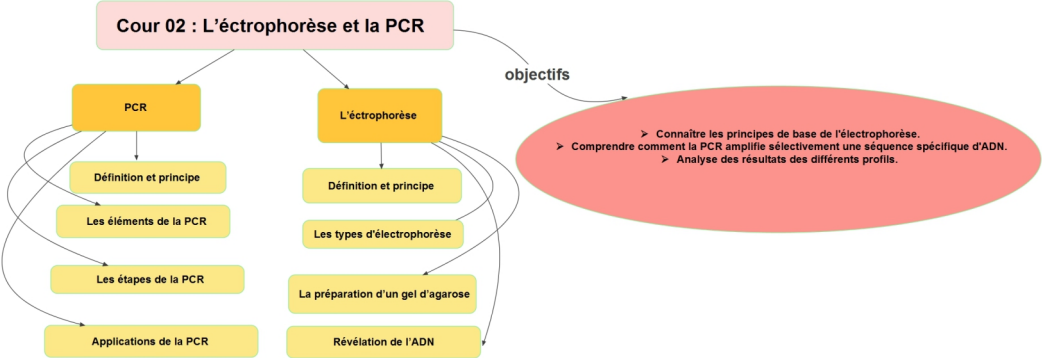 Cour 02 : L'éctrophorèse et la PCR
objectifs
PCR
L'éctrophorèse
➤ Connaître les principes de base de l'électrophorèse.
➤ Comprendre comment la PCR amplifie sélectivement une séquence spécifique d'ADN.
➤ Analyse des résultats des différents profils.
Définition et principe
Les éléments de la PCR
Les étapes de la PCR
Applications de la PCR
Définition et principe
Les types d'électrophorèse
La préparation d'un gel d'agarose
Révélation de l'ADN